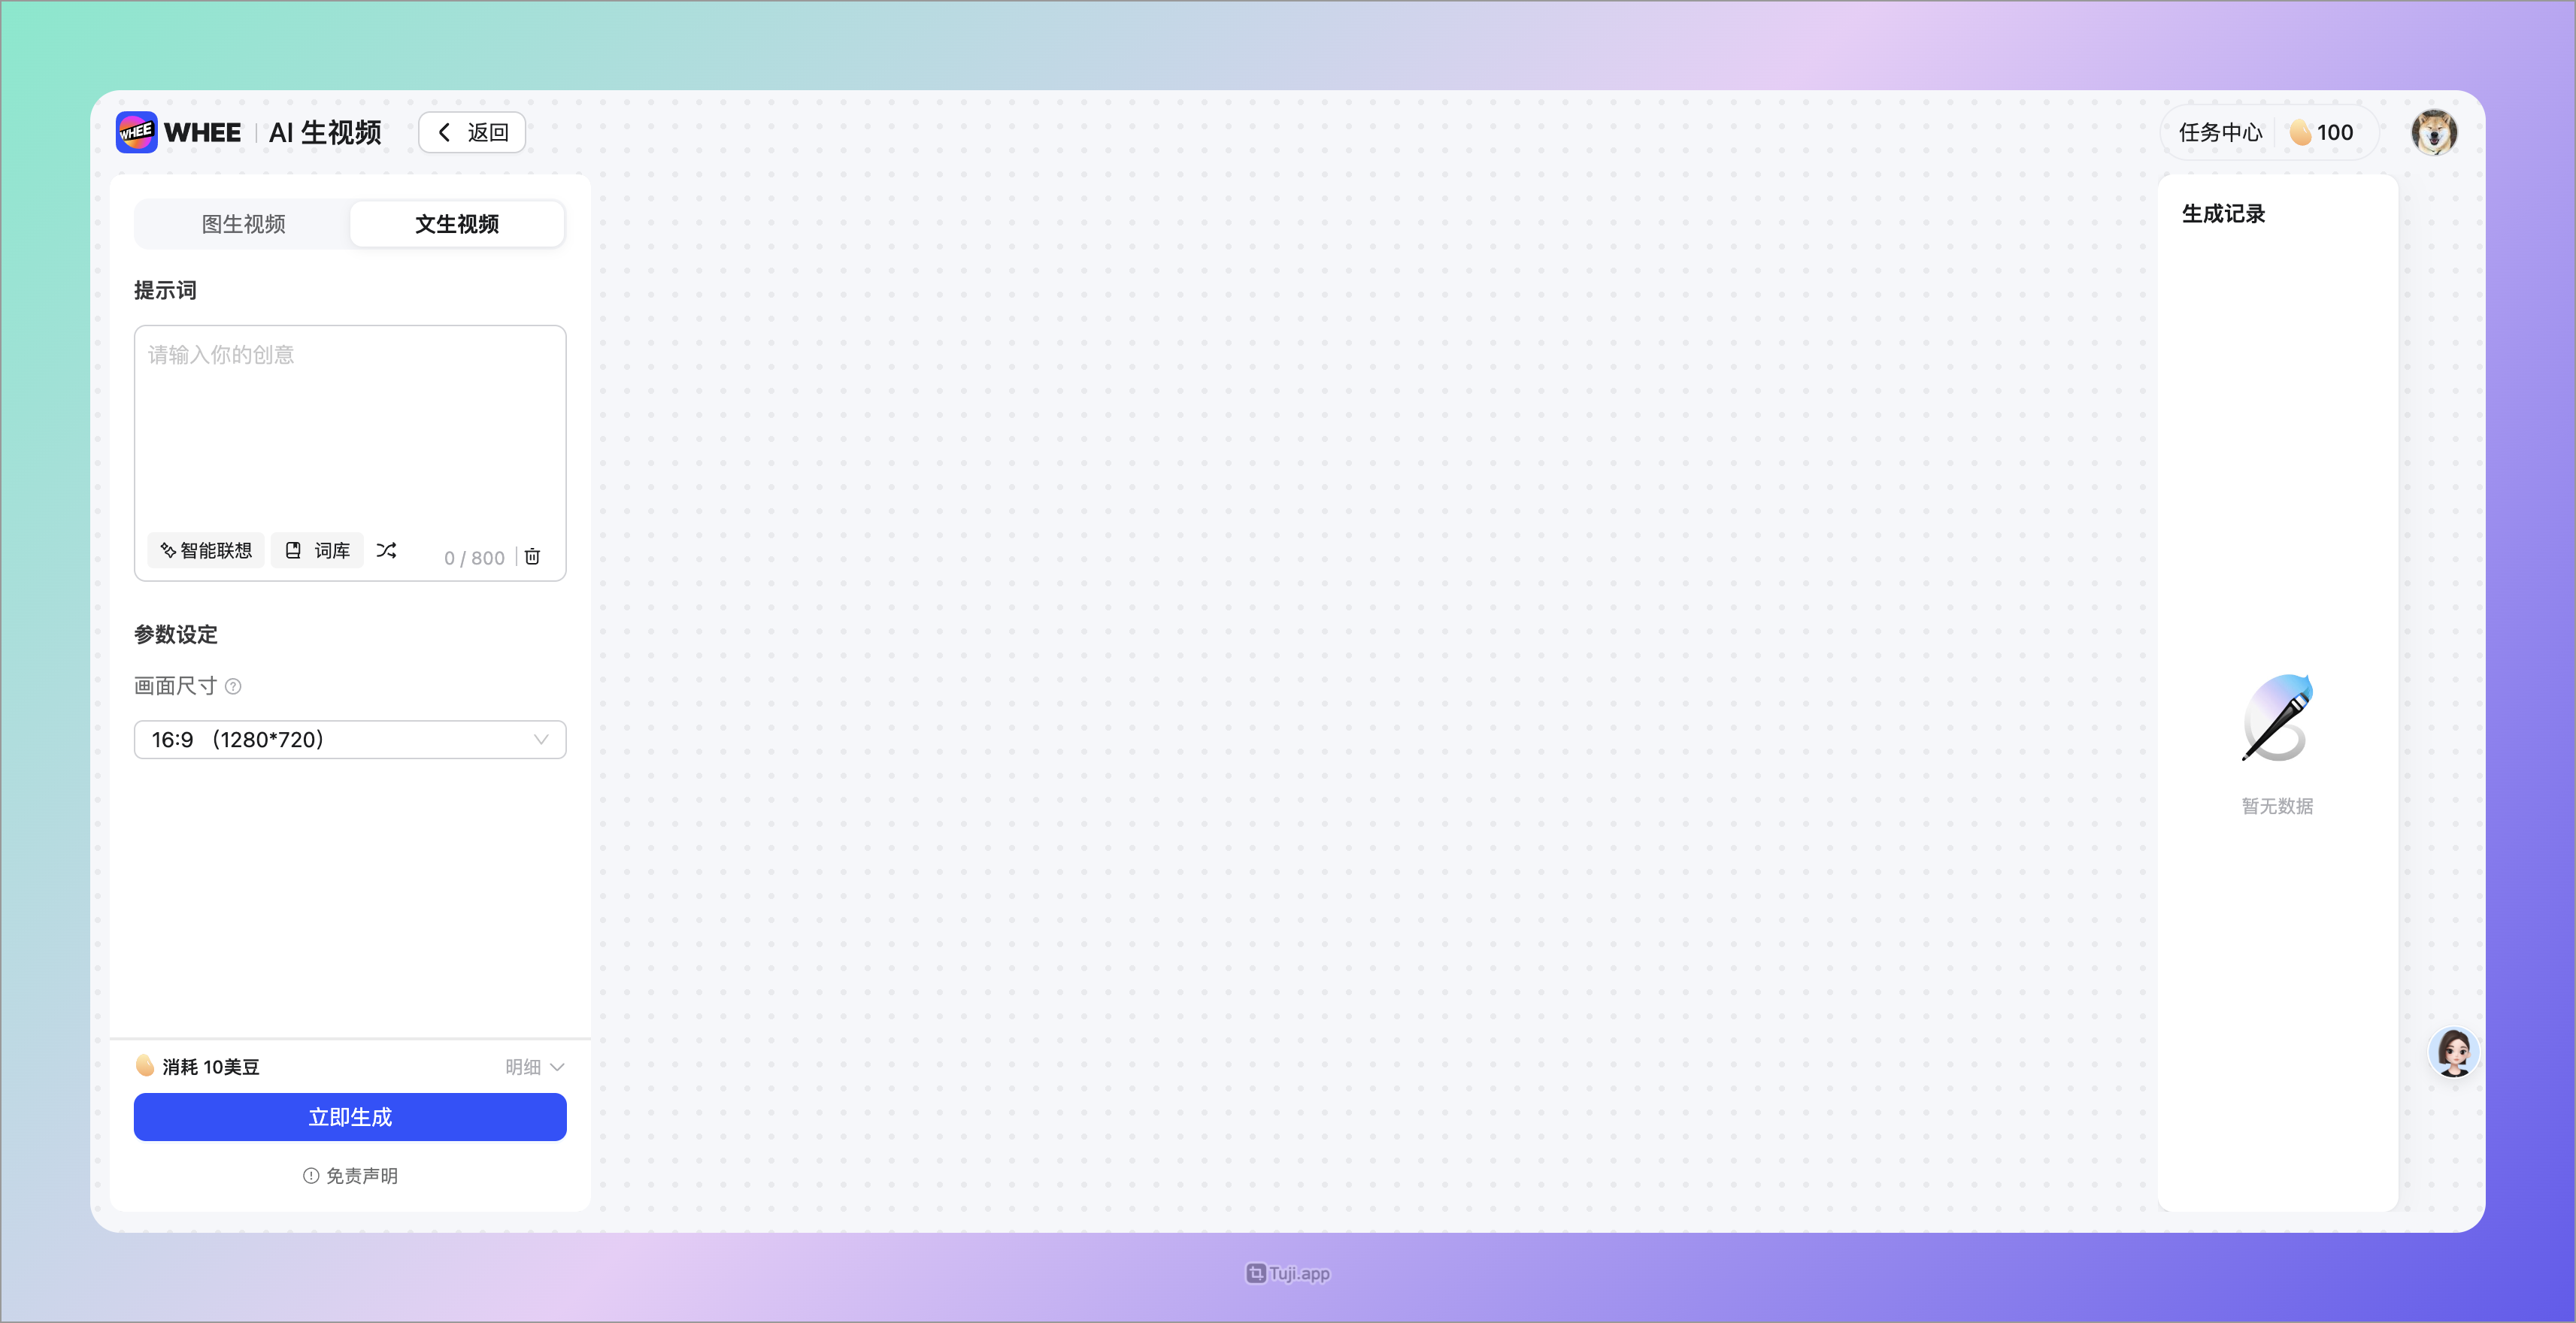 WHEE WHEE AI 生视频 返回 任务中心 100
图生视频 文生视频
提示词
请输入你的创意
智能联想 词库 0 / 800
参数设定
画面尺寸
16:9 （1280*720）
消耗 10美豆 明细
立即生成
免责声明
生成记录
暂无数据
Tuji.app